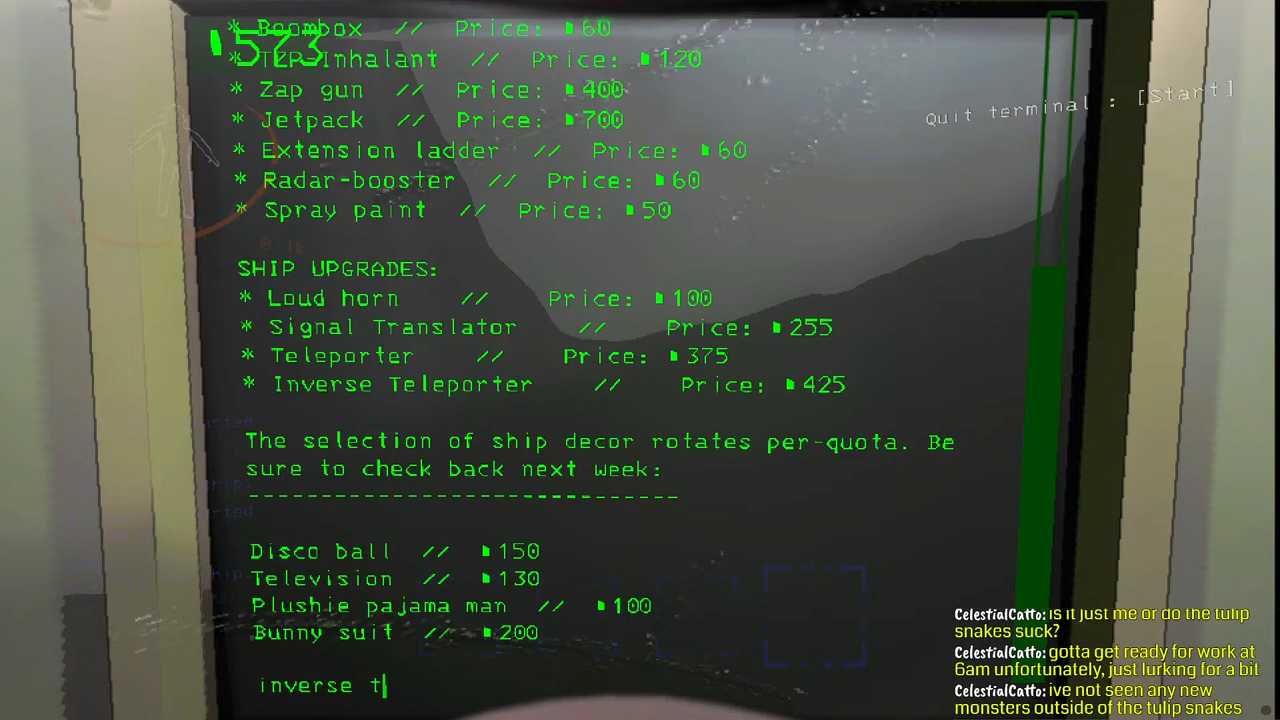 * Boombox // Price: ▮60
▮573
* TZP-Inhalant // Price: ▮120
* Zap gun // Price: ▮400
Quit terminal : [Start]
* Jetpack // Price: ▮700
* Extension ladder // Price: ▮60
* Radar-booster // Price: ▮60
* Spray paint // Price: ▮50
0 lb
SHIP UPGRADES:
* Loud horn // Price: ▮100
* Signal Translator // Price: ▮255
* Teleporter // Price: ▮375
* Inverse Teleporter // Price: ▮425
The selection of ship decor rotates per-quota. Be
sure to check back next week:
------------------------------
Disco ball // ▮150
Television // ▮130
Plushie pajama man // ▮100
Bunny suit // ▮200
inverse t
CelestialCatto: is it just me or do the tulip
snakes suck?
CelestialCatto: gotta get ready for work at
6am unfortunately, just lurking for a bit
CelestialCatto: ive not seen any new
monsters outside of the tulip snakes